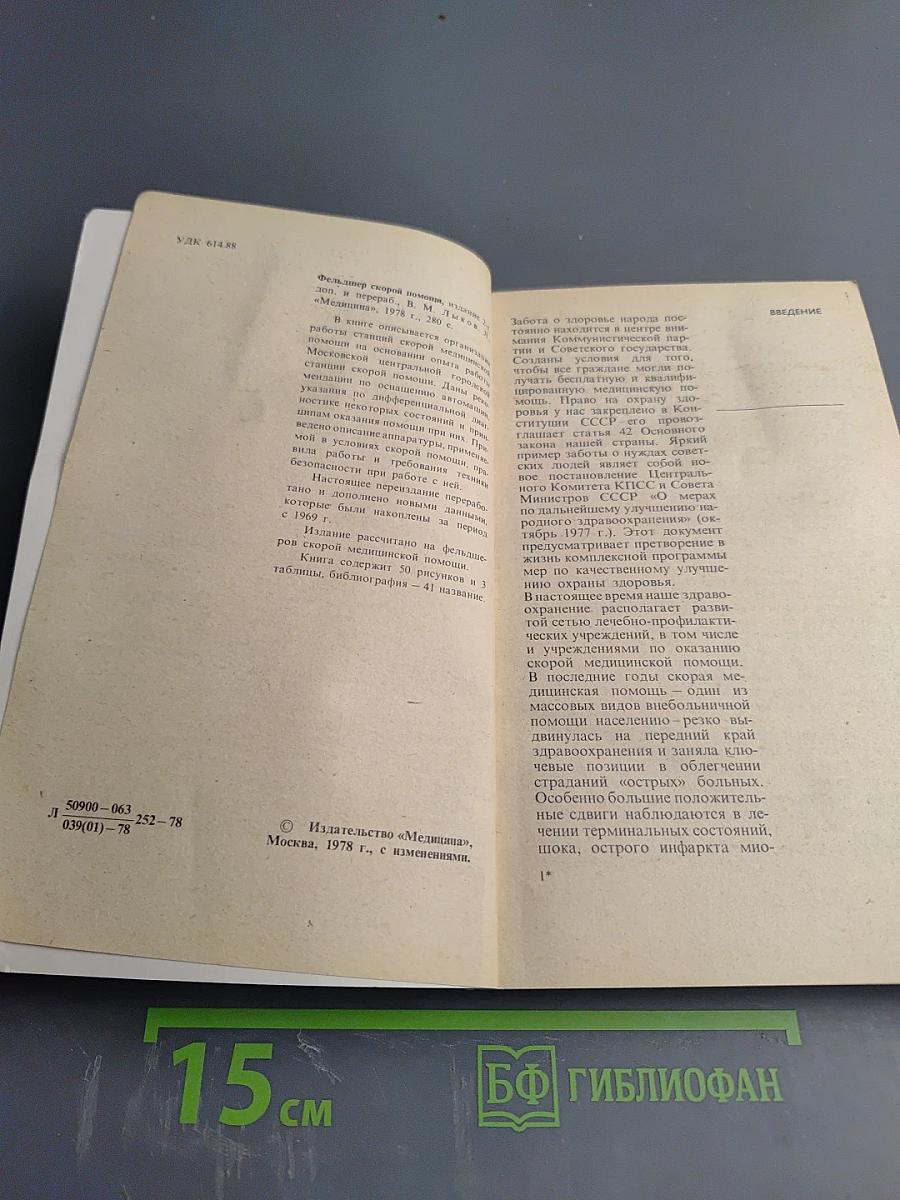 УДК 614.88
Фельдшер скорой помощи, издание
доп. и перераб., В. М. Лыков
«Медицина», 1978 г., 280 с.
В книге описывается организация
работы станций скорой медицинской
помощи на основании опыта работы
Московской центральной городской
станции скорой помощи. Даны реко-
мендации по оснащению автомашин,
указания по дифференциальной диаг-
ностике некоторых состояний и прин-
ципам оказания помощи при них. При-
ведено описание аппаратуры, применяе-
мой в условиях скорой помощи, пра-
вила работы и требования техники
безопасности при работе с ней.
Настоящее переиздание перерабо-
тано и дополнено новыми данными,
которые были накоплены за период
с 1969 г.
Издание рассчитано на фельдше-
ров скорой медицинской помощи.
Книга содержит 50 рисунков и 3
таблицы, библиография – 41 название.
Л 50900–063
039(01)–78 252–78
© Издательство «Медицина»,
Москва, 1978 г., с изменениями.
ВВЕДЕНИЕ
Забота о здоровье народа пос-
тоянно находится в центре вни-
мания Коммунистической пар-
тии и Советского государства.
Созданы условия для того,
чтобы все граждане могли по-
лучать бесплатную и квалифи-
цированную медицинскую по-
мощь. Право на охрану здо-
ровья у нас закреплено в Кон-
ституции СССР–его провоз-
глашает статья 42 Основного
закона нашей страны. Яркий
пример заботы о нуждах совет-
ских людей являет собой но-
вое постановление Централь-
ного Комитета КПСС и Совета
Министров СССР «О мерах
по дальнейшему улучшению на-
родного здравоохранения» (ок-
тябрь 1977 г.). Этот документ
предусматривает претворение в
жизнь комплексной программы
мер по качественному улучше-
нию охраны здоровья.
В настоящее время наше здраво-
охранение располагает разви-
той сетью лечебно-профилакти-
ческих учреждений, в том числе
и учреждениями по оказанию
скорой медицинской помощи.
В последние годы скорая ме-
дицинская помощь – один из
массовых видов внебольничной
помощи населению – резко вы-
двинулась на передний край
здравоохранения и заняла клю-
чевые позиции в облегчении
страданий «острых» больных.
Особенно большие положитель-
ные сдвиги наблюдаются в ле-
чении терминальных состояний,
шока, острого инфаркта мио-
1*
15 см
БФ ГИБЛИОФАН